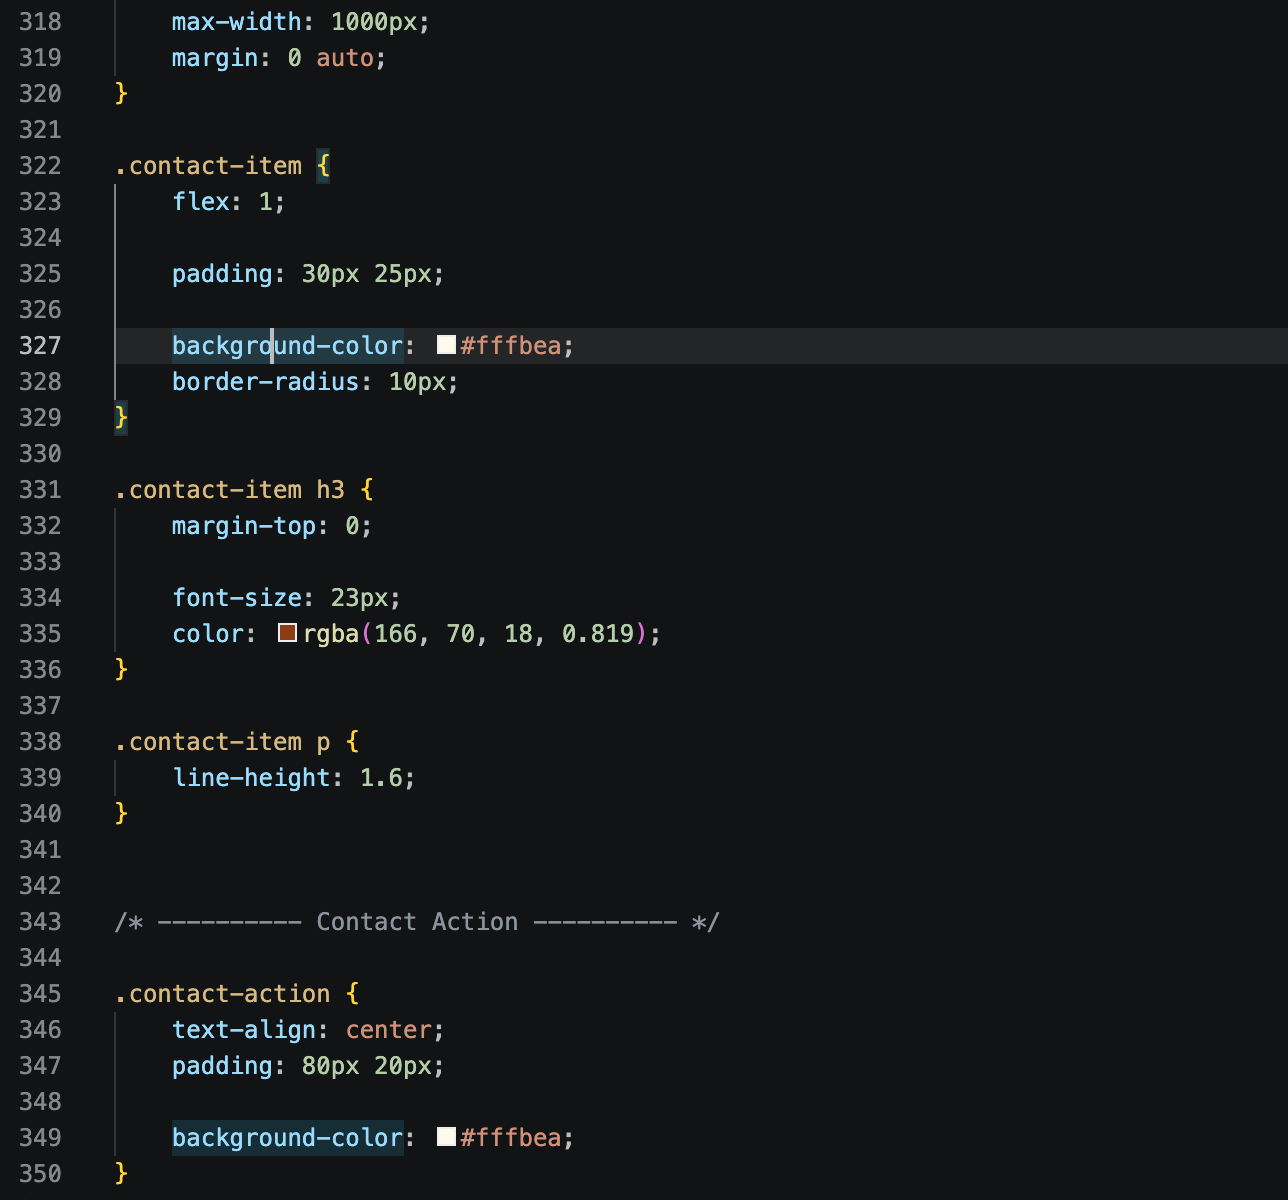 318 max-width: 1000px;
319 margin: 0 auto;
320 }
321
322 .contact-item {
323 flex: 1;
324
325 padding: 30px 25px;
326
327 background-color: #fffbea;
328 border-radius: 10px;
329 }
330
331 .contact-item h3 {
332 margin-top: 0;
333
334 font-size: 23px;
335 color: rgba(166, 70, 18, 0.819);
336 }
337
338 .contact-item p {
339 line-height: 1.6;
340 }
341
342
343 /* ---------- Contact Action ---------- */
344
345 .contact-action {
346 text-align: center;
347 padding: 80px 20px;
348
349 background-color: #fffbea;
350 }